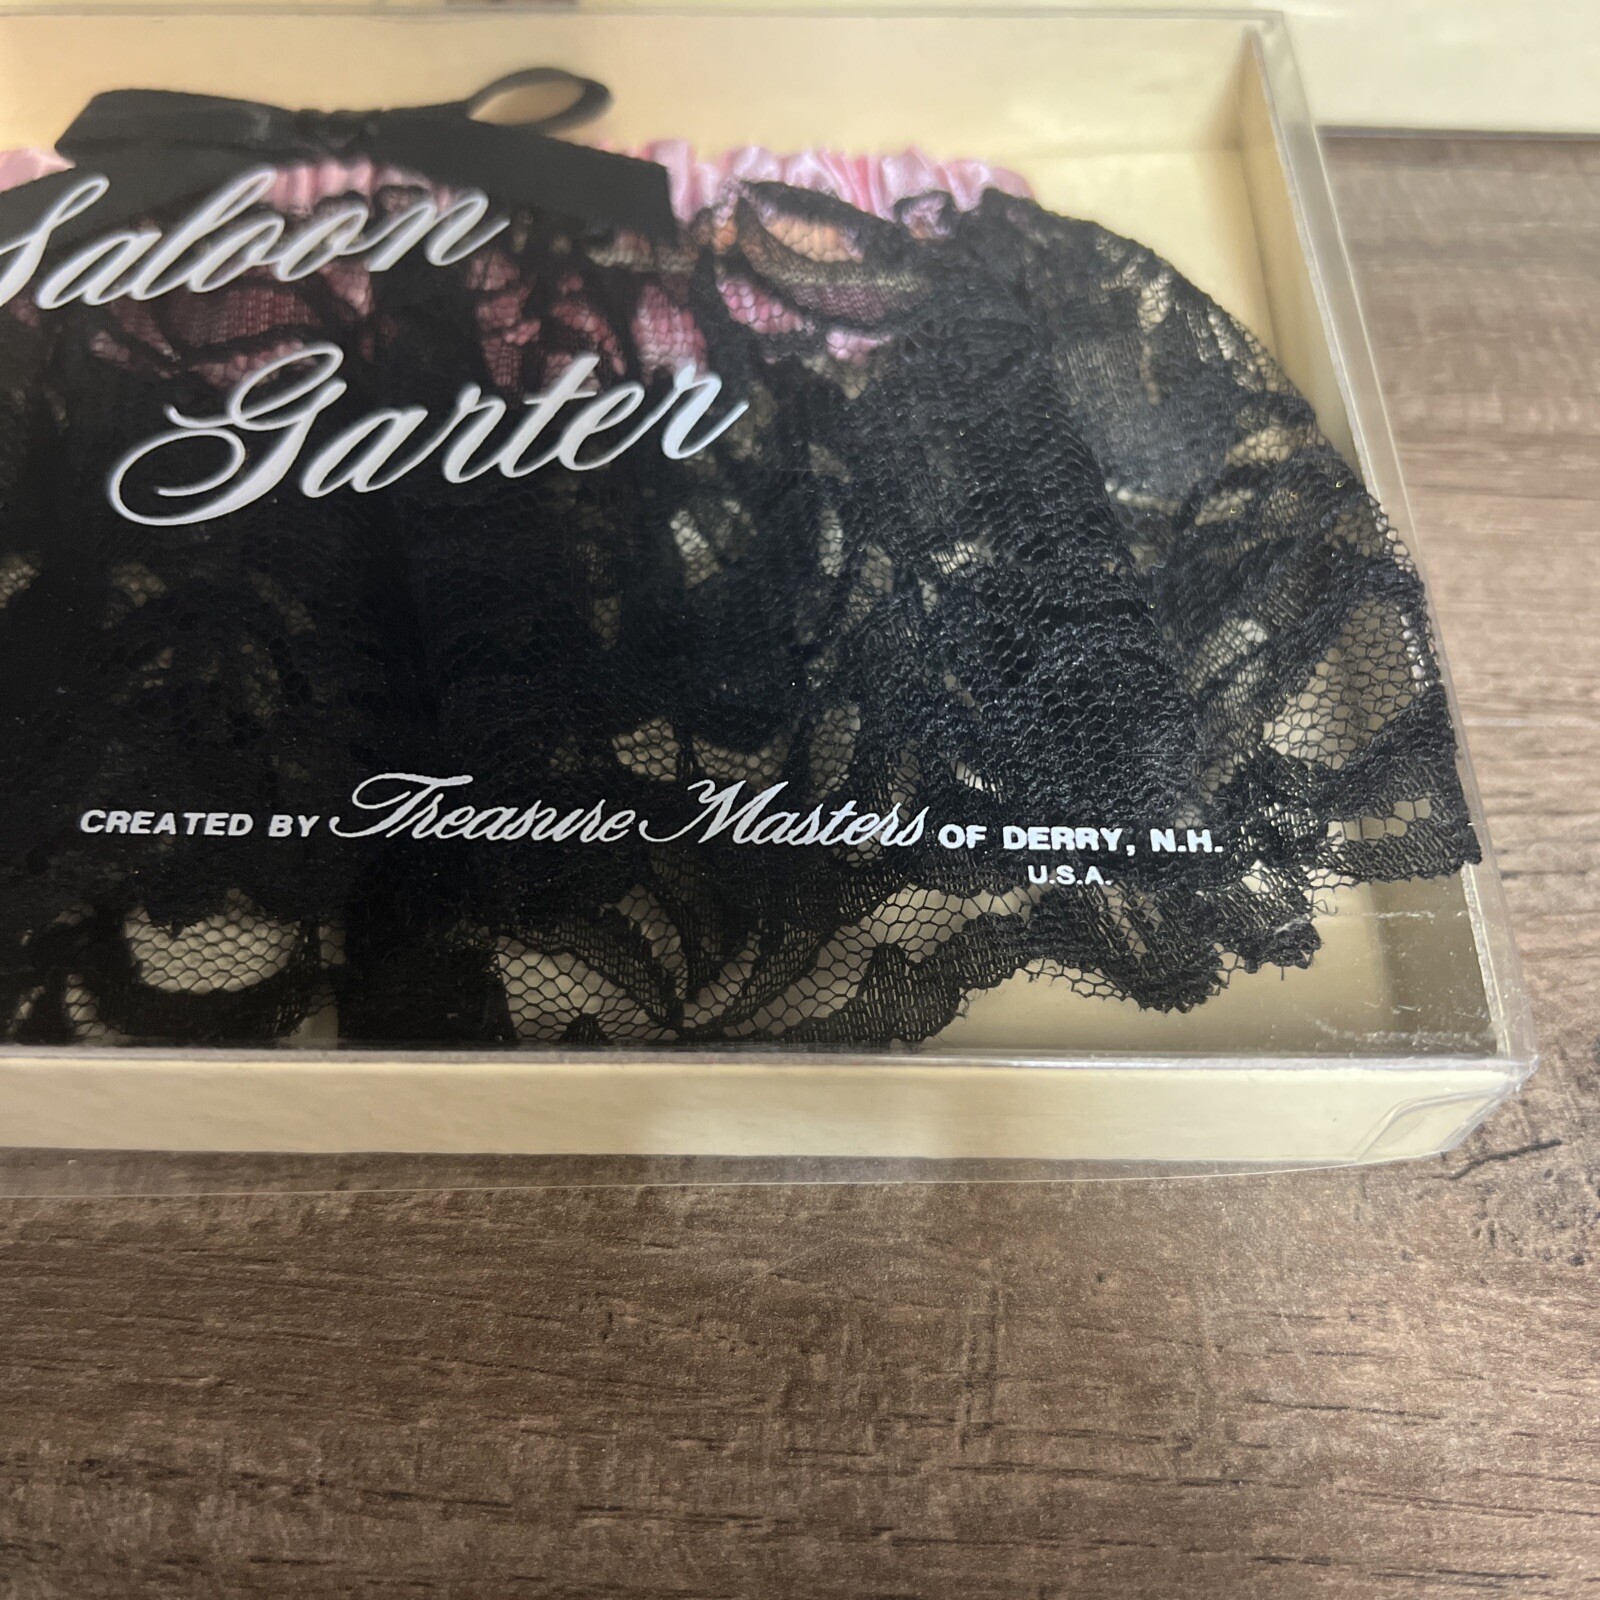 Saloon
Garter
CREATED BY Treasure Masters OF DERRY, N.H.
U.S.A.